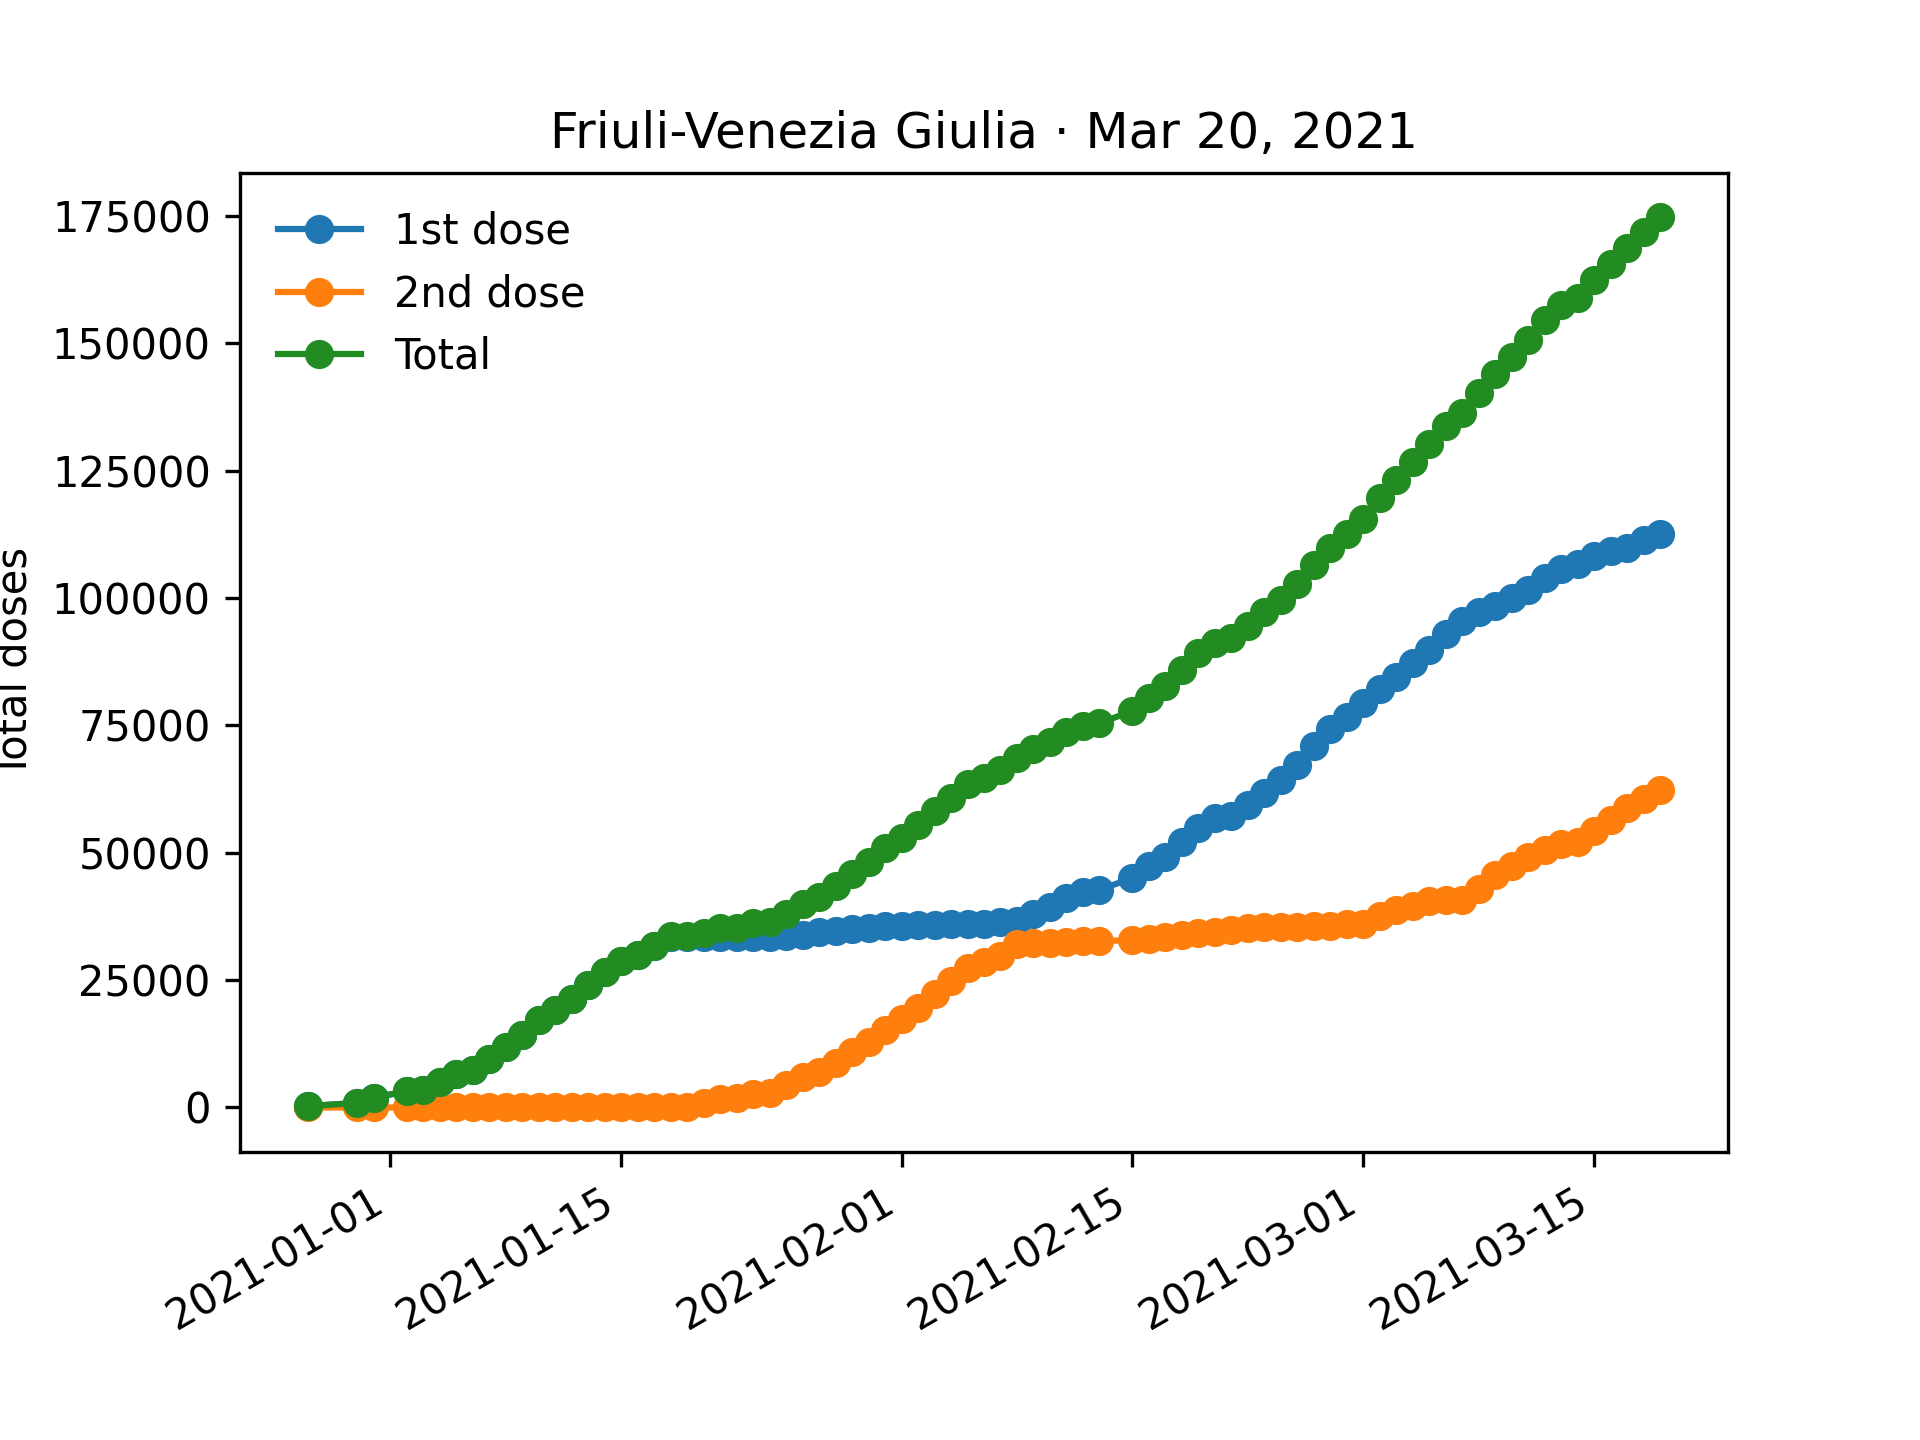 Friuli-Venezia Giulia · Mar 20, 2021
1st dose
2nd dose
Total
175000
150000
125000
100000
75000
50000
25000
0
Total doses
2021-01-01
2021-01-15
2021-02-01
2021-02-15
2021-03-01
2021-03-15